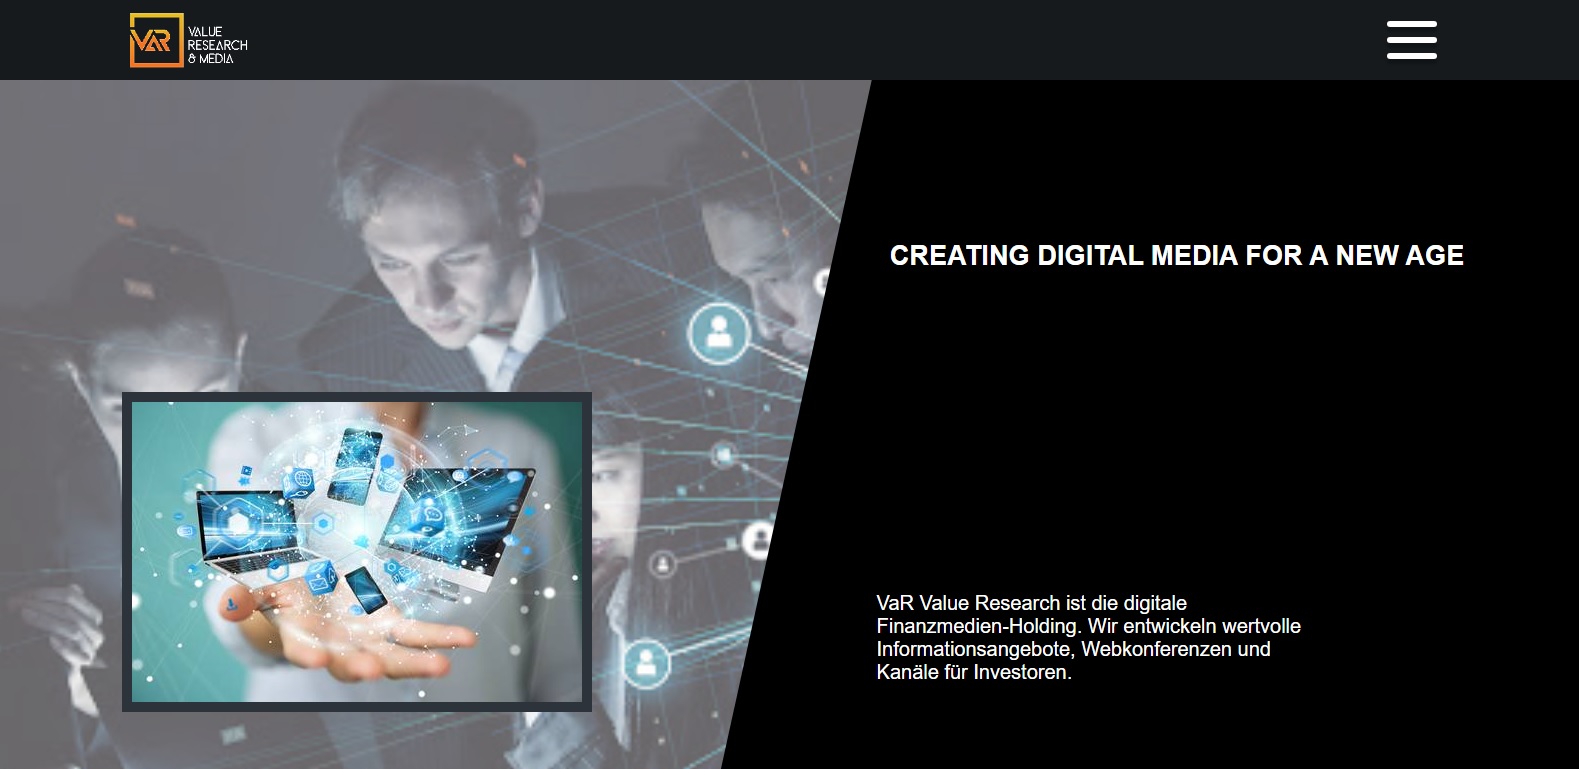 VAR
VALUE
RESEARCH
& MEDIA
CREATING DIGITAL MEDIA FOR A NEW AGE
VaR Value Research ist die digitale
Finanzmedien-Holding. Wir entwickeln wertvolle
Informationsangebote, Webkonferenzen und
Kanäle für Investoren.